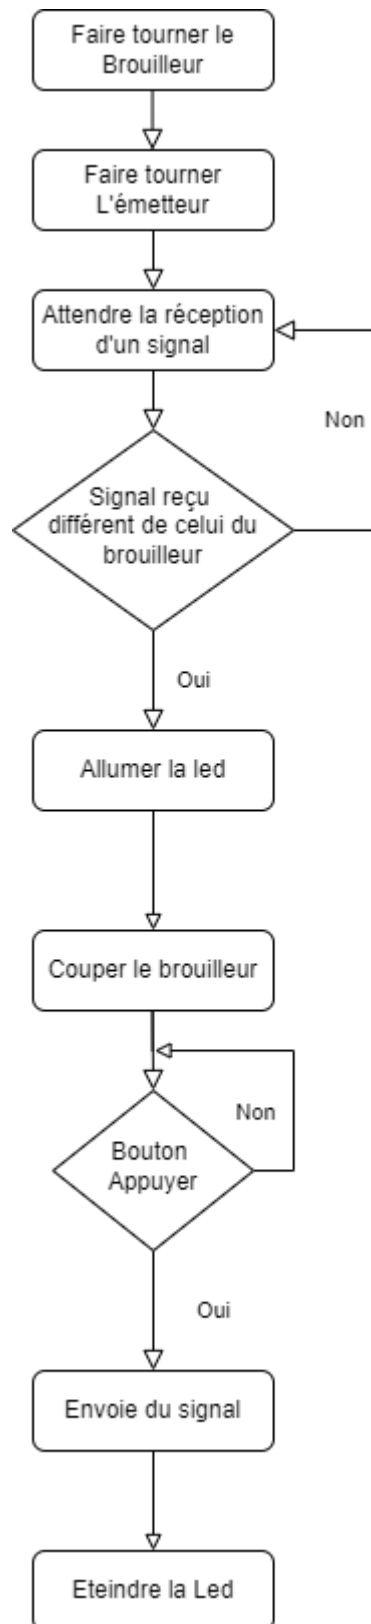 Faire tourner le
Brouilleur
Faire tourner
L'émetteur
Attendre la réception
d'un signal
Non
Signal reçu
différent de celui du
brouilleur
Oui
Allumer la led
Couper le brouilleur
Non
Bouton
Appuyer
Oui
Envoie du signal
Eteindre la Led